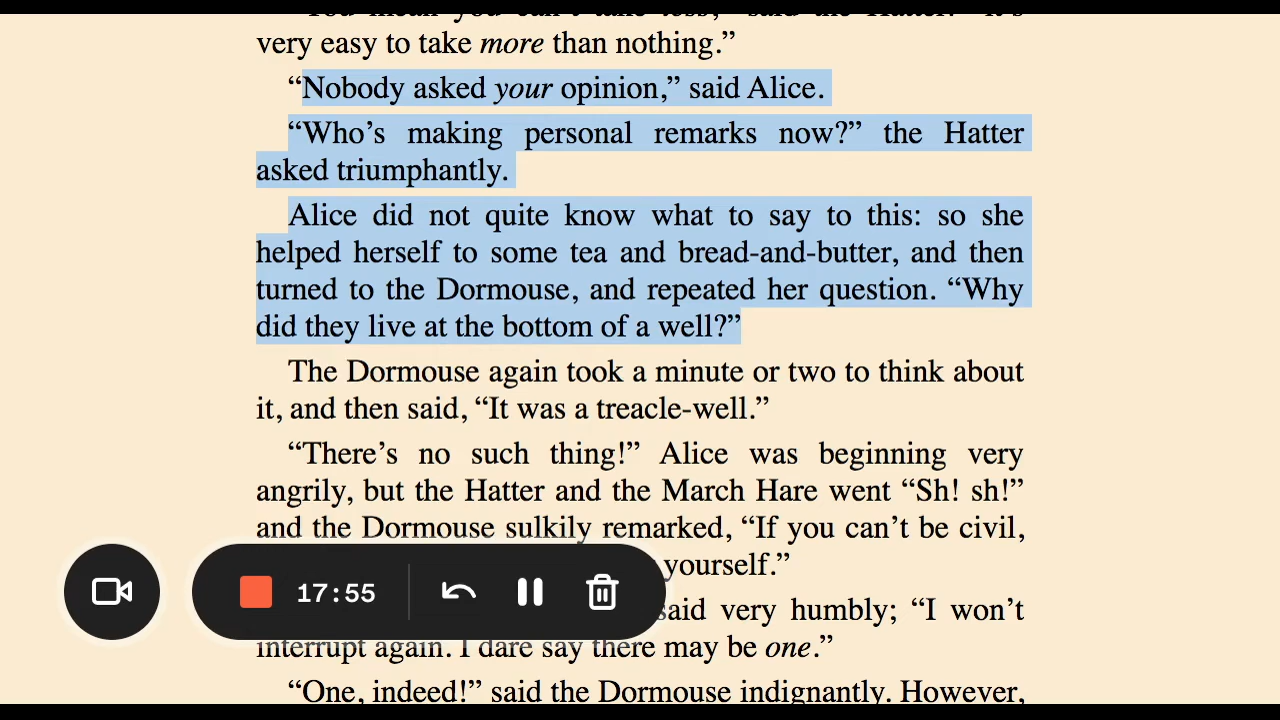 very easy to take more than nothing.”
“Nobody asked your opinion,” said Alice.
“Who’s making personal remarks now?” the Hatter
asked triumphantly.
Alice did not quite know what to say to this: so she
helped herself to some tea and bread-and-butter, and then
turned to the Dormouse, and repeated her question. “Why
did they live at the bottom of a well?”
The Dormouse again took a minute or two to think about
it, and then said, “It was a treacle-well.”
“There’s no such thing!” Alice was beginning very
angrily, but the Hatter and the March Hare went “Sh! sh!”
and the Dormouse sulkily remarked, “If you can’t be civil,
yourself.”
17:55
said very humbly; “I won’t
interrupt again. I dare say there may be one.”
“One, indeed!” said the Dormouse indignantly. However,